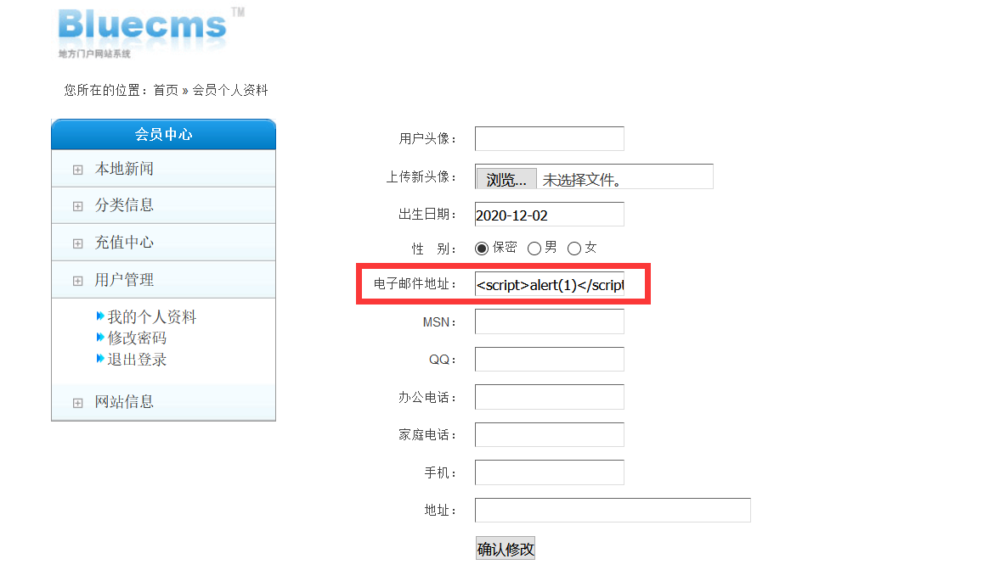 Bluecms TM
地方门户网站系统
您所在的位置：首页 » 会员个人资料
会员中心
本地新闻
分类信息
充值中心
用户管理
我的个人资料
修改密码
退出登录
网站信息
用户头像：
上传新头像： 浏览... 未选择文件。
出生日期： 2020-12-02
性 别： 保密 男 女
电子邮件地址： <script>alert(1)</script
MSN：
QQ：
办公电话：
家庭电话：
手机：
地址：
确认修改